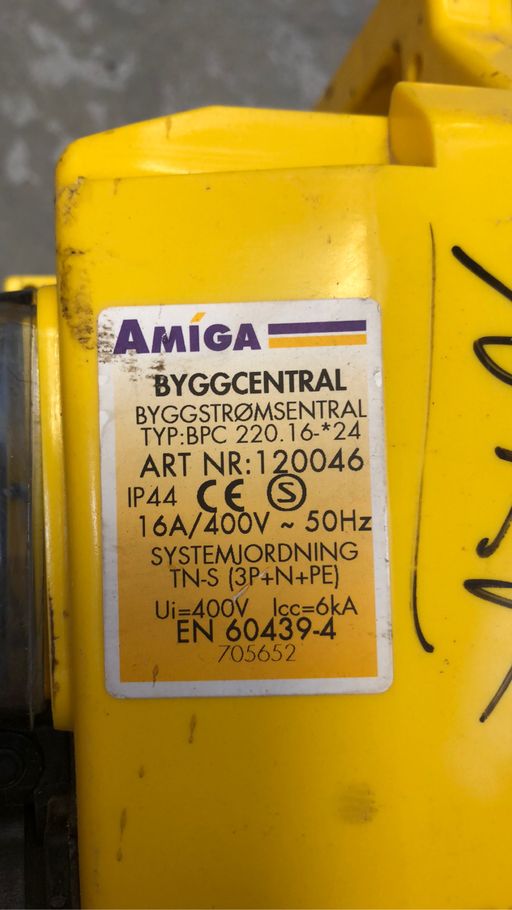 AMÍGA
BYGGCENTRAL
BYGGSTRØMSENTRAL
TYP:BPC 220.16-*24
ART NR:120046
IP44 CE S
16A/400V ~ 50Hz
SYSTEMJORDNING
TN-S (3P+N+PE)
Ui=400V Icc=6kA
EN 60439-4
705652